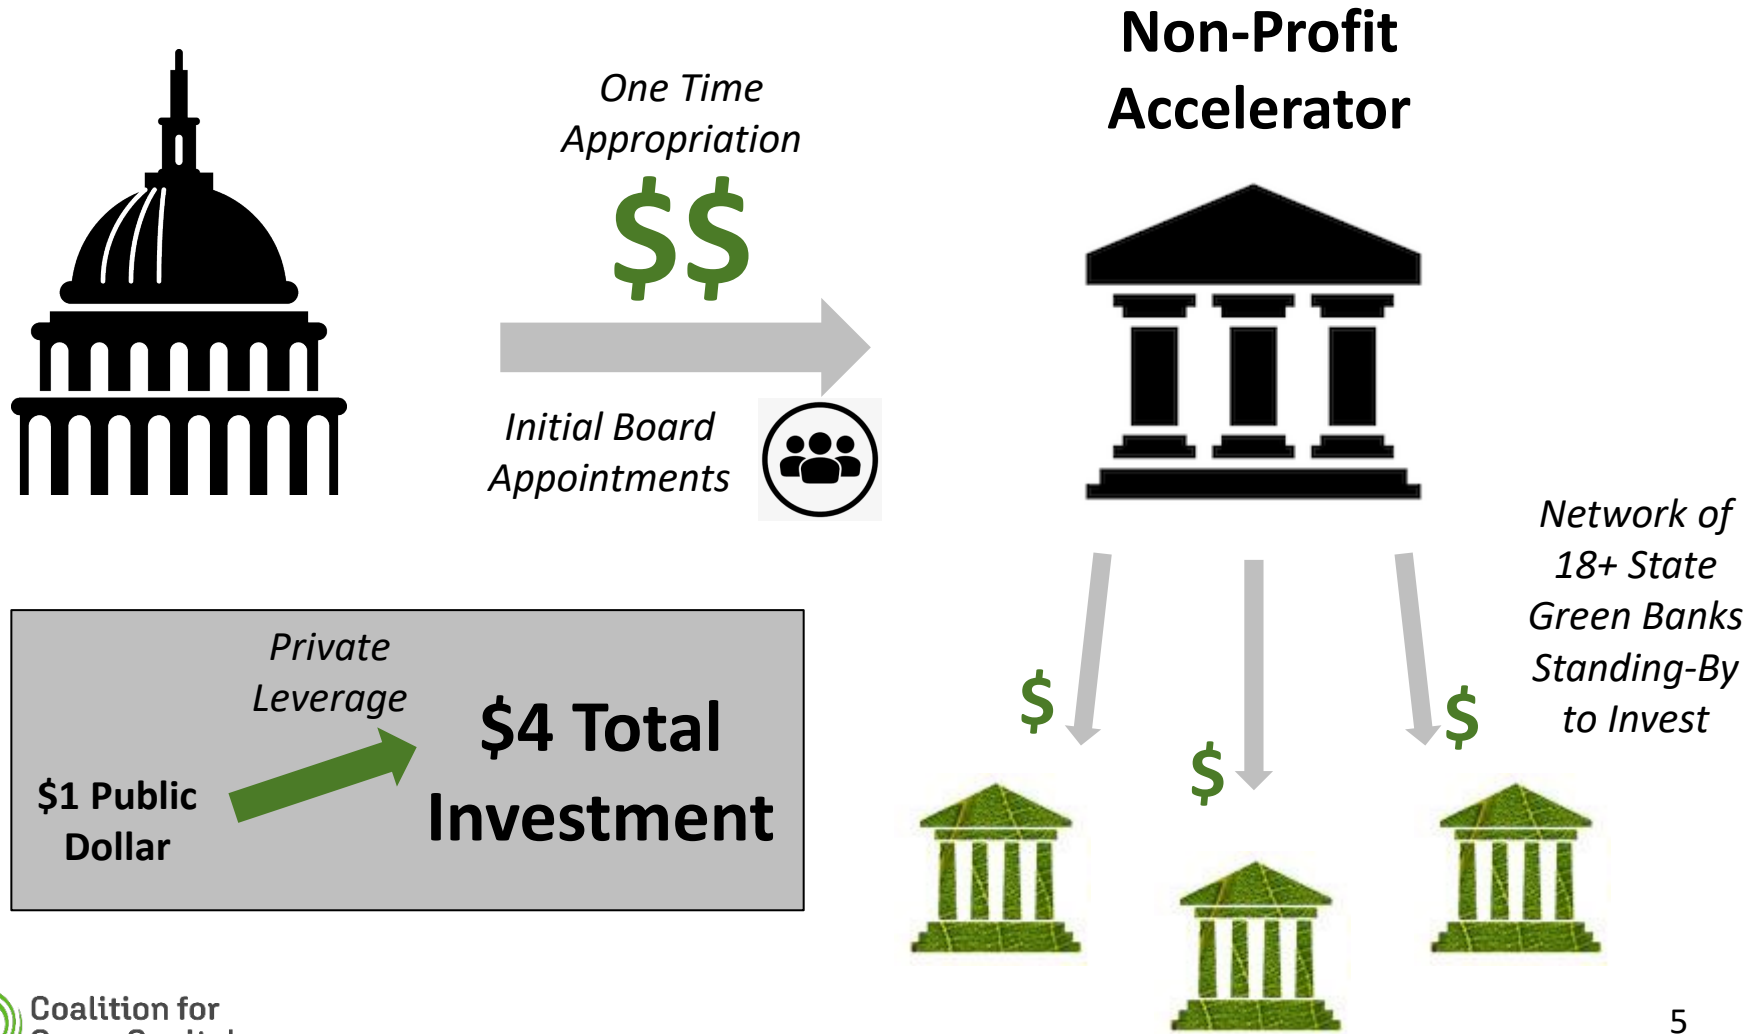 Non-Profit
Accelerator
One Time
Appropriation
$$
Initial Board
Appointments
Network of
18+ State
Green Banks
Standing-By
to Invest
$
$
$
Private
Leverage
$1 Public
Dollar
$4 Total
Investment
Coalition for
5